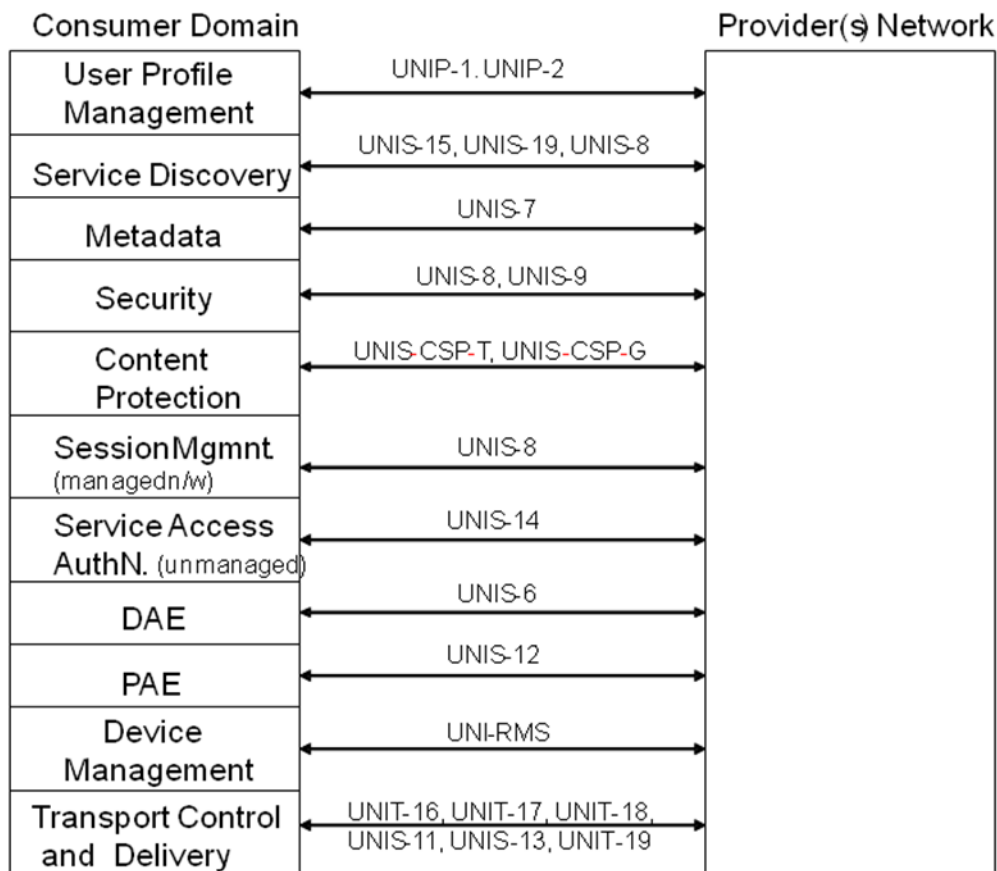 Consumer Domain
Provider(s) Network
User Profile
Management
UNIP-1. UNIP-2
Service Discovery
UNIS-15, UNIS-19, UNIS-8
Metadata
UNIS-7
Security
UNIS-8, UNIS-9
Content
Protection
UNIS-CSP-T, UNIS-CSP-G
Session Mgmnt.
(managed n/w)
UNIS-8
Service Access
AuthN. (unmanaged)
UNIS-14
DAE
UNIS-6
PAE
UNIS-12
Device
Management
UNI-RMS
Transport Control
and Delivery
UNIT-16, UNIT-17, UNIT-18,
UNIS-11, UNIS-13, UNIT-19